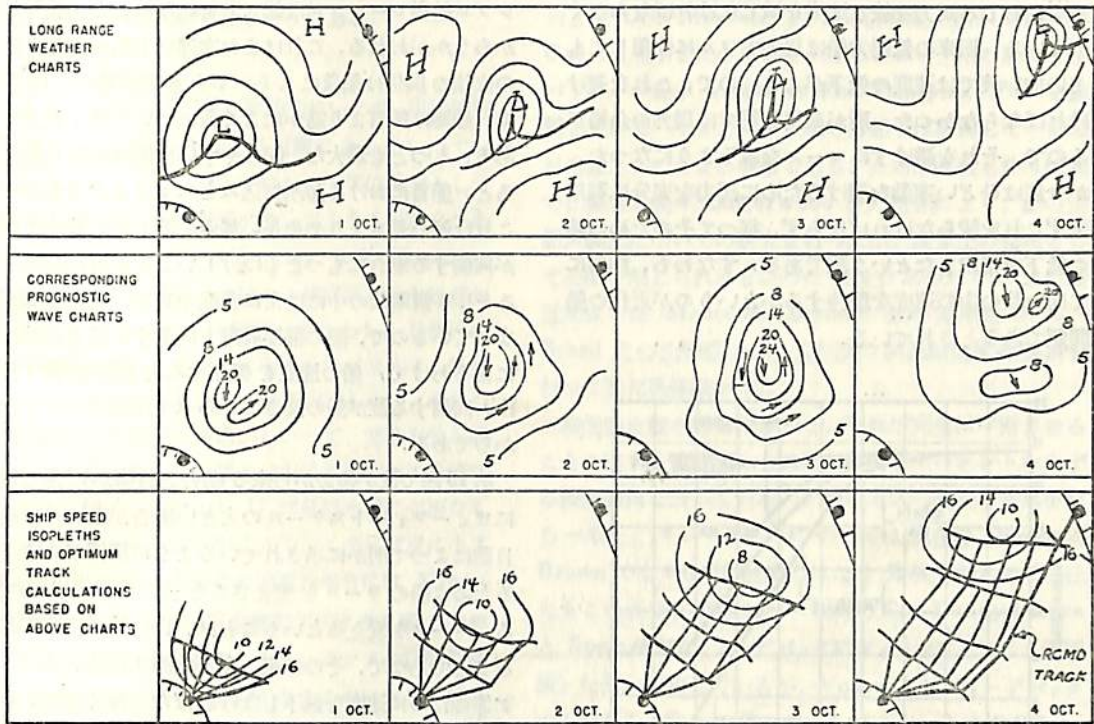 LONG RANGE
WEATHER
CHARTS
H
L
H
1 OCT.
H
L
H
2 OCT.
H
L
H
3 OCT.
H
L
H
4 OCT.
CORRESPONDING
PROGNOSTIC
WAVE CHARTS
5
8
14
20
5
1 OCT.
5
8
14
20
5
2 OCT.
5
8
14
20
24
5
3 OCT.
5 8 14
20
20
8
8
5
4 OCT.
SHIP SPEED
ISOPLETHS
AND OPTIMUM
TRACK
CALCULATIONS
BASED ON
ABOVE CHARTS
10 12 14
16
1 OCT.
16
14 16
10
2 OCT.
16
12
8
3 OCT.
16 14
10
14
16
RCMD
TRACK
4 OCT.